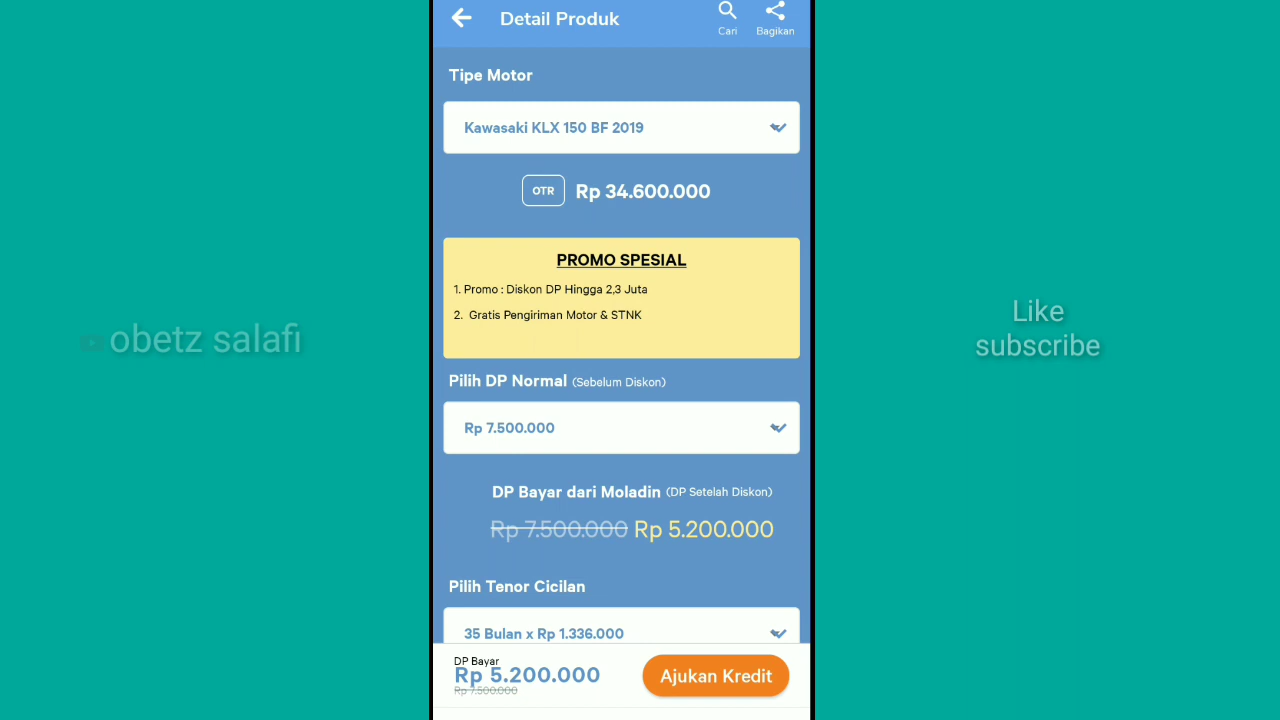 Detail Produk
Cari
Bagikan
Tipe Motor
Kawasaki KLX 150 BF 2019
OTR Rp 34.600.000
PROMO SPESIAL
1. Promo : Diskon DP Hingga 2,3 Juta
2. Gratis Pengiriman Motor & STNK
Pilih DP Normal (Sebelum Diskon)
Rp 7.500.000
DP Bayar dari Moladin (DP Setelah Diskon)
Rp 7.500.000 Rp 5.200.000
Pilih Tenor Cicilan
35 Bulan x Rp 1.336.000
DP Bayar
Rp 5.200.000
Rp 7.500.000
Ajukan Kredit
obetz salafi
Like
subscribe